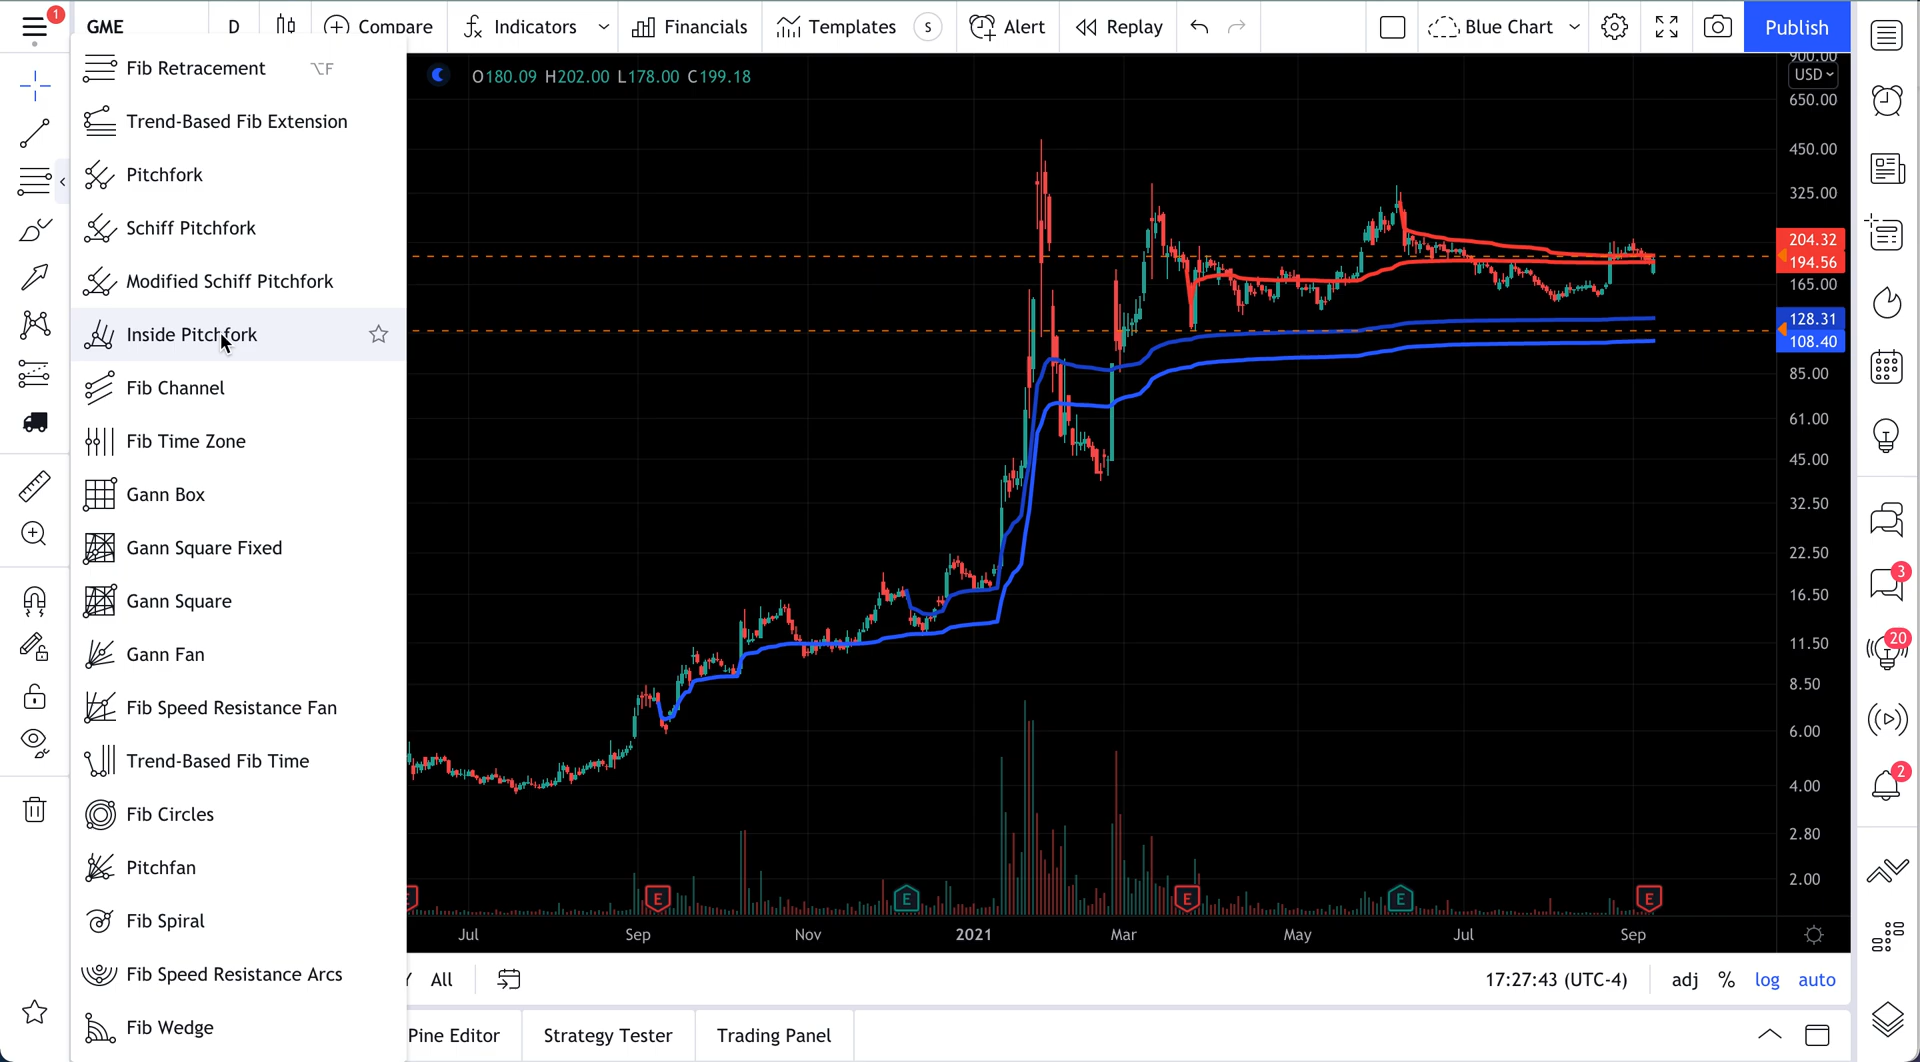 1
GME
D
Compare
Indicators
Financials
Templates
S
Alert
Replay
Blue Chart
Publish
Fib Retracement ⌥F
Trend-Based Fib Extension
Pitchfork
Schiff Pitchfork
Modified Schiff Pitchfork
Inside Pitchfork
Fib Channel
Fib Time Zone
Gann Box
Gann Square Fixed
Gann Square
Gann Fan
Fib Speed Resistance Fan
Trend-Based Fib Time
Fib Circles
Pitchfan
Fib Spiral
Fib Speed Resistance Arcs
Fib Wedge
O180.09 H202.00 L178.00 C199.18
900.00
USD
650.00
450.00
325.00
204.32
194.56
165.00
128.31
108.40
85.00
61.00
45.00
32.50
22.50
16.50
11.50
8.50
6.00
4.00
2.80
2.00
E
E
E
E
E
Jul Sep Nov 2021 Mar May Jul Sep
All
17:27:43 (UTC-4)
adj % log auto
Pine Editor
Strategy Tester
Trading Panel
3
20
2